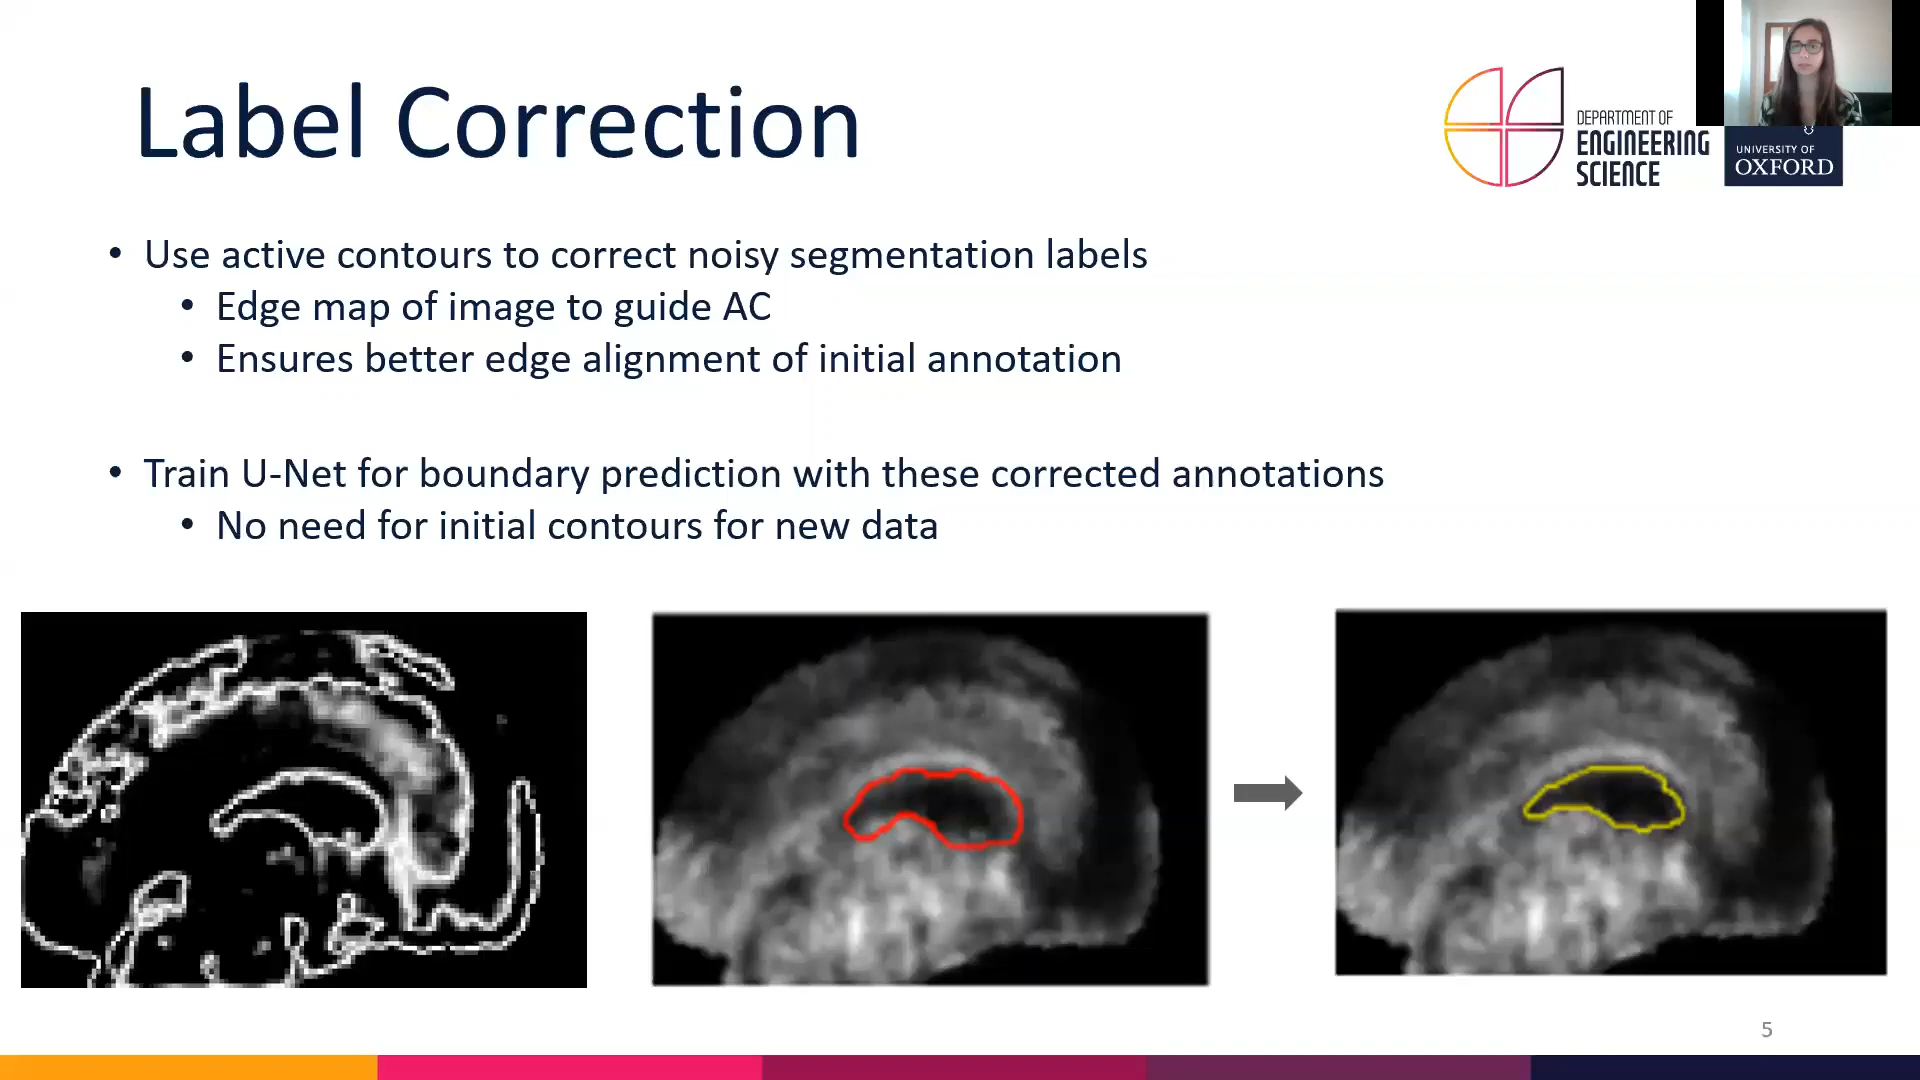 Label Correction
DEPARTMENT OF
ENGINEERING
SCIENCE
UNIVERSITY OF
OXFORD
• Use active contours to correct noisy segmentation labels
• Edge map of image to guide AC
• Ensures better edge alignment of initial annotation
• Train U-Net for boundary prediction with these corrected annotations
• No need for initial contours for new data
5